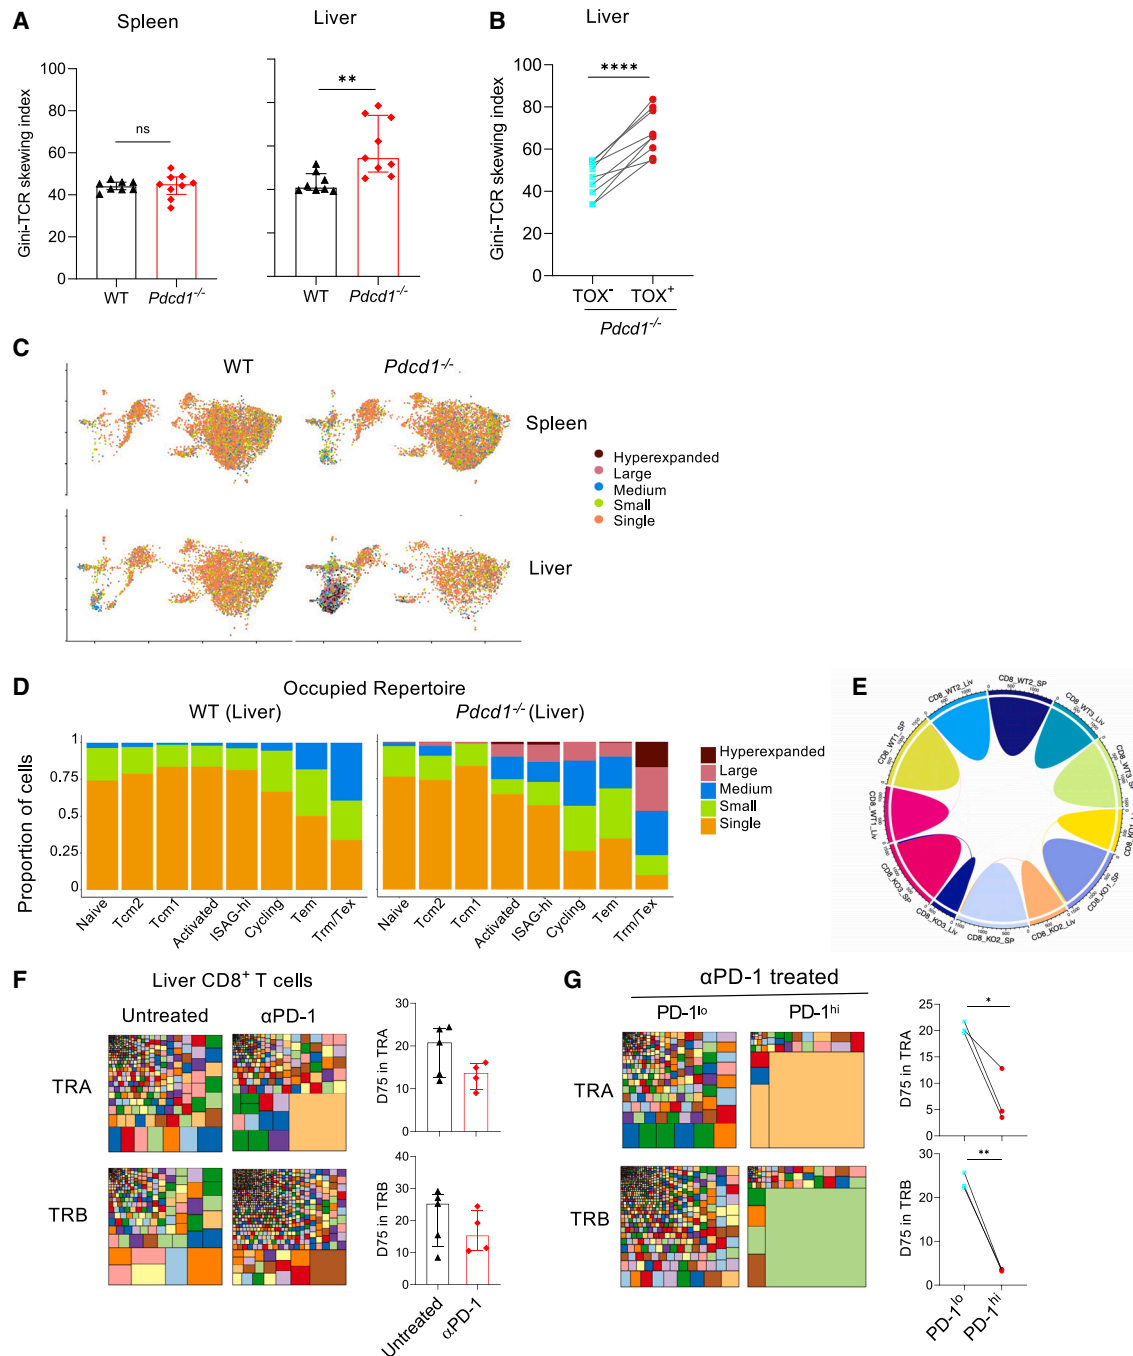 A
Spleen
Liver
Gini-TCR skewing index
100
80
60
40
20
0
ns
**
WT
Pdcd1-/-
WT
Pdcd1-/-
B
Liver
Gini-TCR skewing index
100
80
60
40
20
0
****
TOX-
TOX+
Pdcd1-/-
C
WT
Pdcd1-/-
Spleen
Liver
Hyperexpanded
Large
Medium
Small
Single
D
Occupied Repertoire
WT (Liver)
Pdcd1-/- (Liver)
Proportion of cells
1
0.75
0.5
0.25
0
Naive
Tcm2
Tcm1
Activated
ISAG-hi
Cycling
Tem
Trm/Tex
Naive
Tcm2
Tcm1
Activated
ISAG-hi
Cycling
Tem
Trm/Tex
Hyperexpanded
Large
Medium
Small
Single
E
CD8_WT2_Liv
CD8_WT2_SP
CD8_WT3_Liv
CD8_WT3_SP
CD8_KO1_SP
CD8_KO2_Liv
CD8_KO2_SP
CD8_KO3_Liv
CD8_KO3_SP
CD8_WT1_Liv
CD8_WT1_SP
F
Liver CD8+ T cells
Untreated
αPD-1
TRA
TRB
D75 in TRA
30
20
10
0
D75 in TRB
40
30
20
10
0
Untreated
αPD-1
G
αPD-1 treated
PD-1lo
PD-1hi
TRA
TRB
D75 in TRA
25
20
15
10
5
0
*
D75 in TRB
30
20
10
0
**
PD-1lo
PD-1hi